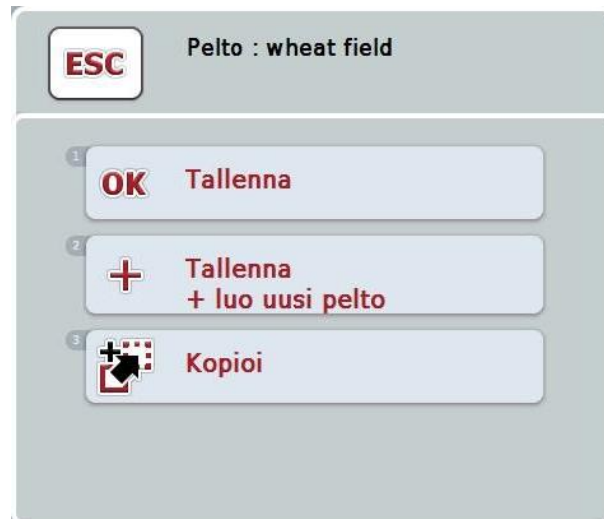 ESC
Pelto : wheat field
1
OK
Tallenna
2
Tallenna
+ luo uusi pelto
3
Kopioi